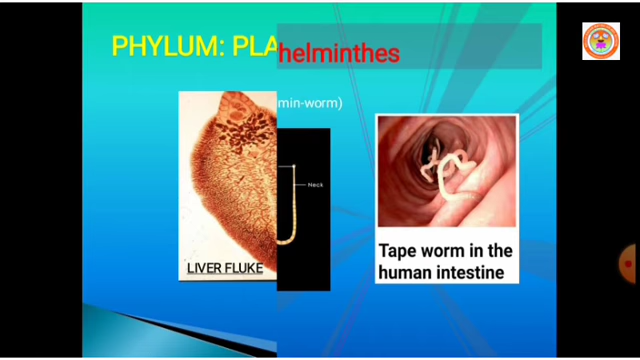 PHYLUM: PLA
helminthes
min-worm)
Neck
LIVER FLUKE
Tape worm in the
human intestine